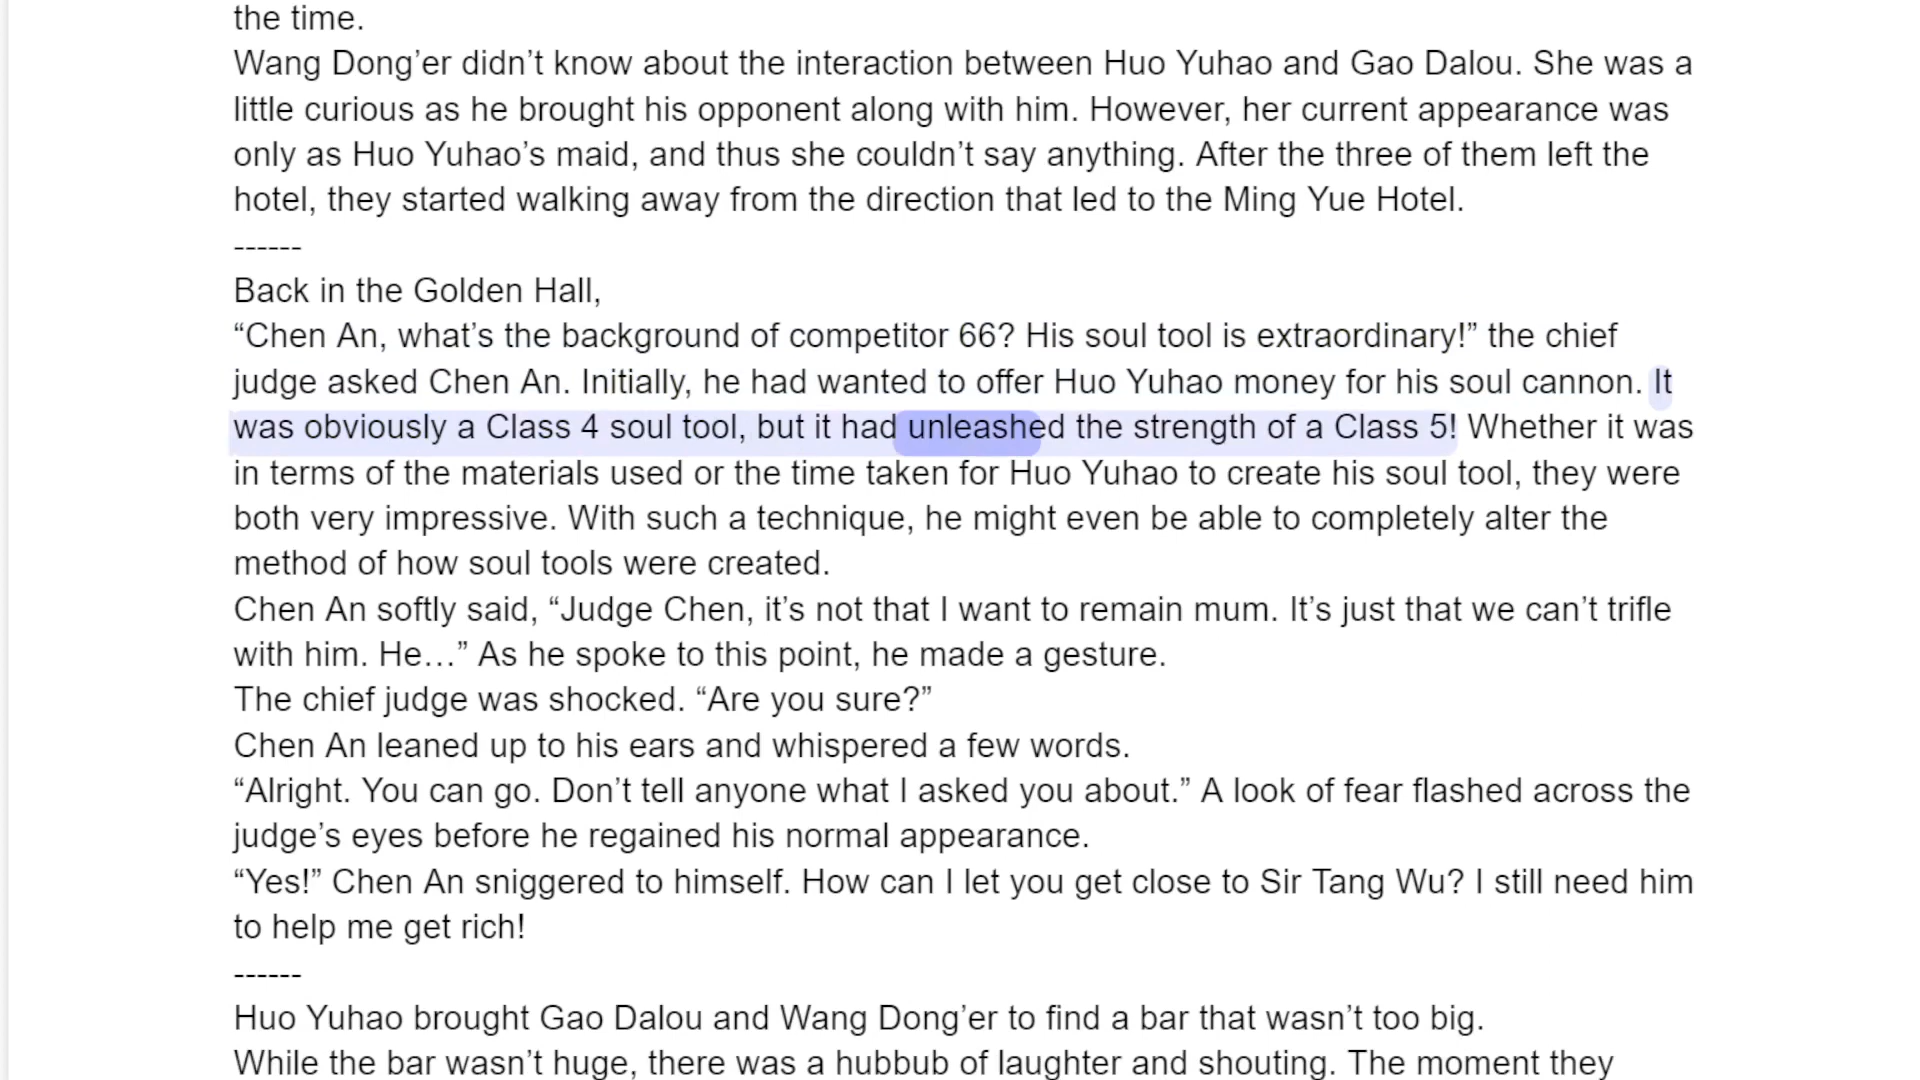 the time.
Wang Dong’er didn’t know about the interaction between Huo Yuhao and Gao Dalou. She was a
little curious as he brought his opponent along with him. However, her current appearance was
only as Huo Yuhao’s maid, and thus she couldn’t say anything. After the three of them left the
hotel, they started walking away from the direction that led to the Ming Yue Hotel.
------
Back in the Golden Hall,
“Chen An, what’s the background of competitor 66? His soul tool is extraordinary!” the chief
judge asked Chen An. Initially, he had wanted to offer Huo Yuhao money for his soul cannon. It
was obviously a Class 4 soul tool, but it had unleashed the strength of a Class 5! Whether it was
in terms of the materials used or the time taken for Huo Yuhao to create his soul tool, they were
both very impressive. With such a technique, he might even be able to completely alter the
method of how soul tools were created.
Chen An softly said, “Judge Chen, it’s not that I want to remain mum. It’s just that we can’t trifle
with him. He…” As he spoke to this point, he made a gesture.
The chief judge was shocked. “Are you sure?”
Chen An leaned up to his ears and whispered a few words.
“Alright. You can go. Don’t tell anyone what I asked you about.” A look of fear flashed across the
judge’s eyes before he regained his normal appearance.
“Yes!” Chen An sniggered to himself. How can I let you get close to Sir Tang Wu? I still need him
to help me get rich!
------
Huo Yuhao brought Gao Dalou and Wang Dong’er to find a bar that wasn’t too big.
While the bar wasn’t huge, there was a hubbub of laughter and shouting. The moment they